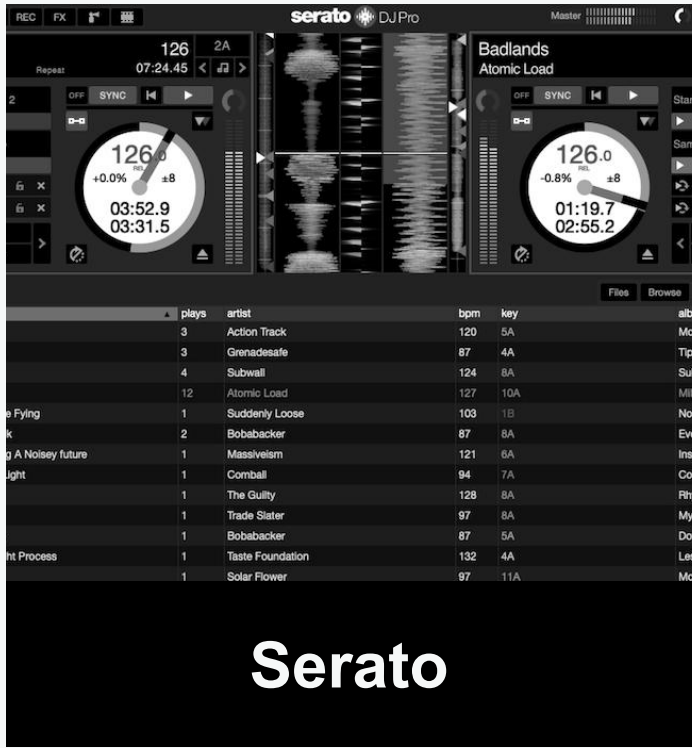 REC FX serato DJ Pro Master
126 2A
Repeat 07:24.45
Badlands
Atomic Load
OFF SYNC
OFF SYNC
2
126.0
REL
+0.0% ±8
03:52.9
03:31.5
126.0
REL
-0.8% ±8
01:19.7
02:55.2
Files Browse
plays artist bpm key
3 Action Track 120 5A
3 Grenadesafe 87 4A
4 Subwall 124 8A
12 Atomic Load 127 10A
e Fying 1 Suddenly Loose 103 1B No
k 2 Bobabacker 87 8A
g A Noisey future 1 Massiveism 121 6A
Light 1 Comball 94 7A
1 The Guilty 128 8A
1 Trade Slater 97 8A My
1 Bobabacker 87 5A
ht Process 1 Taste Foundation 132 4A
1 Solar Flower 97 11A
Serato